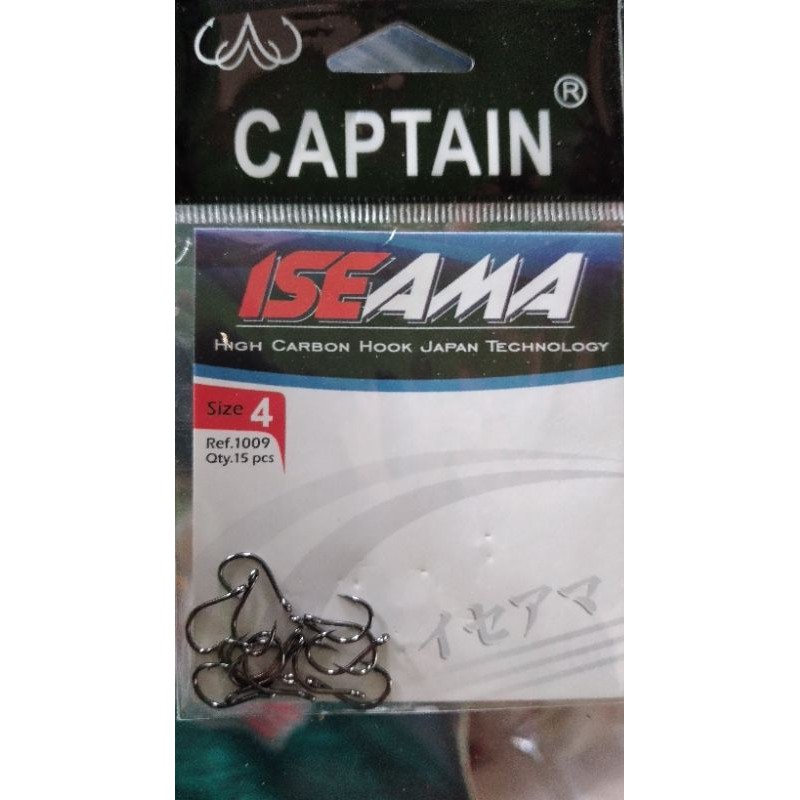 CAPTAIN®
ISEAMA
HIGH CARBON HOOK JAPAN TECHNOLOGY
Size 4
Ref.1009
Qty.15 pcs
イセアマ